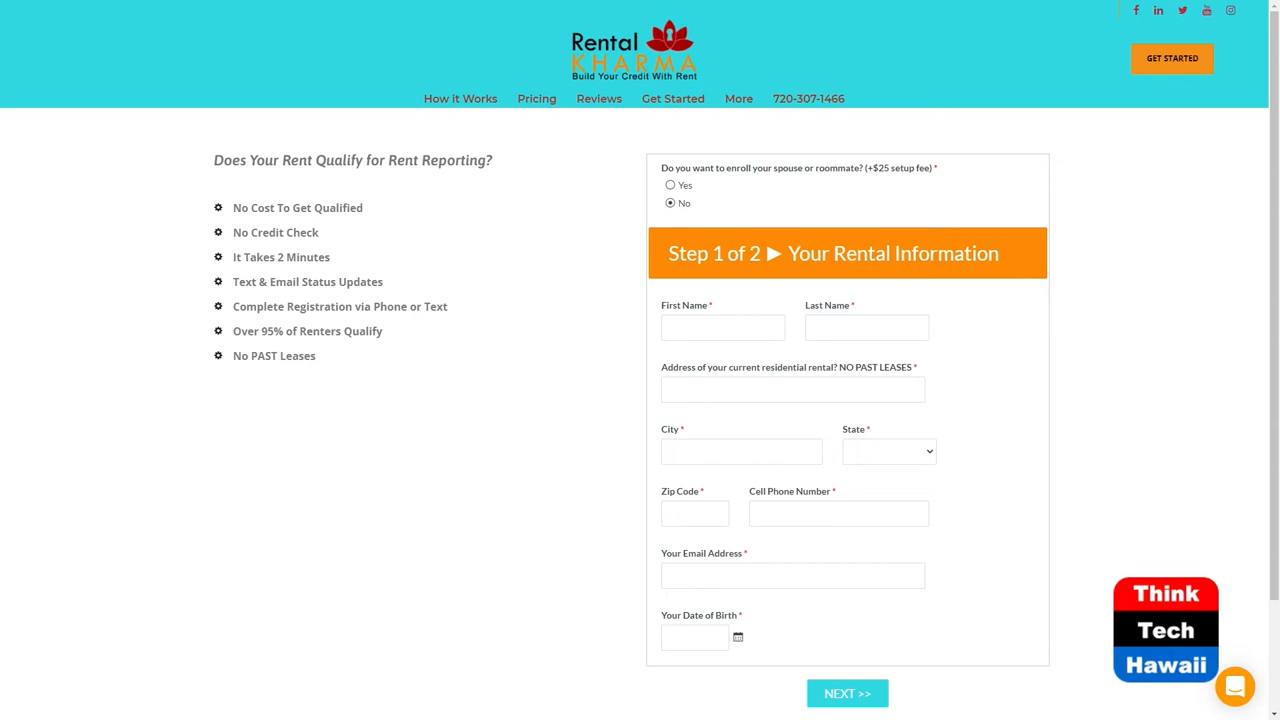 Rental
KHARMA
Build Your Credit With Rent
GET STARTED
How it Works Pricing Reviews Get Started More 720-307-1466
Does Your Rent Qualify for Rent Reporting?
No Cost To Get Qualified
No Credit Check
It Takes 2 Minutes
Text & Email Status Updates
Complete Registration via Phone or Text
Over 95% of Renters Qualify
No PAST Leases
Do you want to enroll your spouse or roommate? (+$25 setup fee) *
Yes
No
Step 1 of 2 ► Your Rental Information
First Name * Last Name *
Address of your current residential rental? NO PAST LEASES *
City * State *
Zip Code * Cell Phone Number *
Your Email Address *
Your Date of Birth *
NEXT >>
Think
Tech
Hawaii